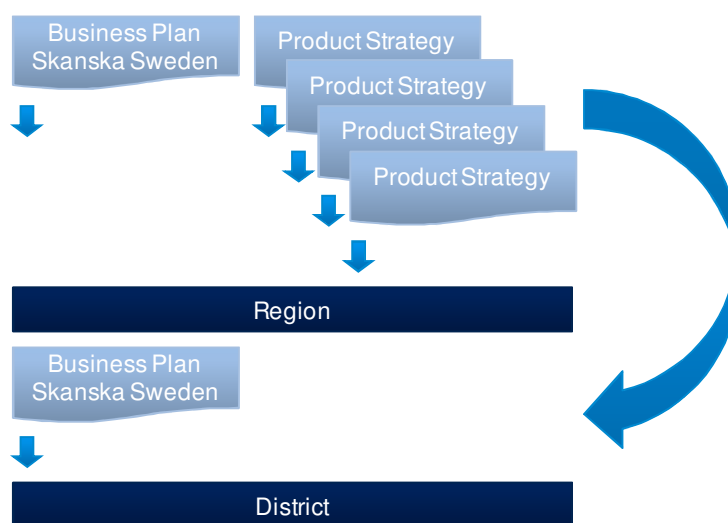 Business Plan
Skanska Sweden
Product Strategy
Product Strategy
Product Strategy
Product Strategy
Region
Business Plan
Skanska Sweden
District